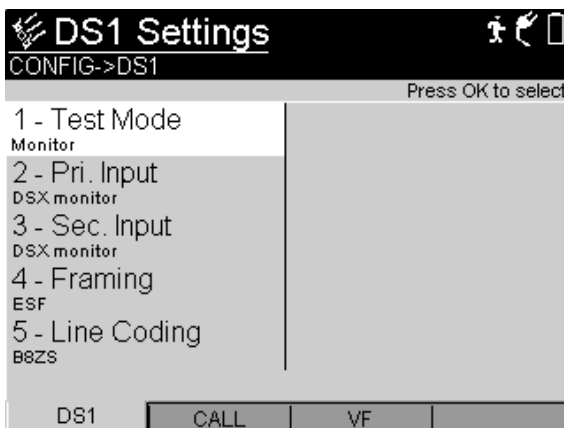 DS1 Settings
CONFIG->DS1
Press OK to select
1 - Test Mode
Monitor
2 - Pri. Input
DSX monitor
3 - Sec. Input
DSX monitor
4 - Framing
ESF
5 - Line Coding
B8ZS
DS1 CALL VF